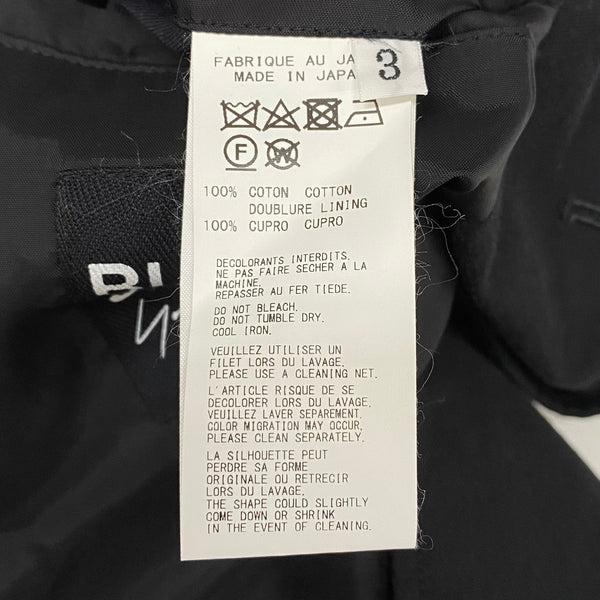 FABRIQUE AU
MADE IN JAPA
3
F
W
100% COTON COTTON
DOUBLURE LINING
100% CUPRO CUPRO
DECOLORANTS INTERDITS.
NE PAS FAIRE SECHER A LA
MACHINE.
REPASSER AU FER TIEDE.
DO NOT BLEACH.
DO NOT TUMBLE DRY.
COOL IRON.
VEUILLEZ UTILISER UN
FILET LORS DU LAVAGE.
PLEASE USE A CLEANING NET.
L'ARTICLE RISQUE DE SE
DECOLORER LORS DU LAVAGE,
VEUILLEZ LAVER SEPAREMENT.
COLOR MIGRATION MAY OCCUR,
PLEASE CLEAN SEPARATELY.
LA SILHOUETTE PEUT
PERDRE SA FORME
ORIGINALE OU RETRECIR
LORS DU LAVAGE.
THE SHAPE COULD SLIGHTLY
COME DOWN OR SHRINK
IN THE EVENT OF CLEANING.